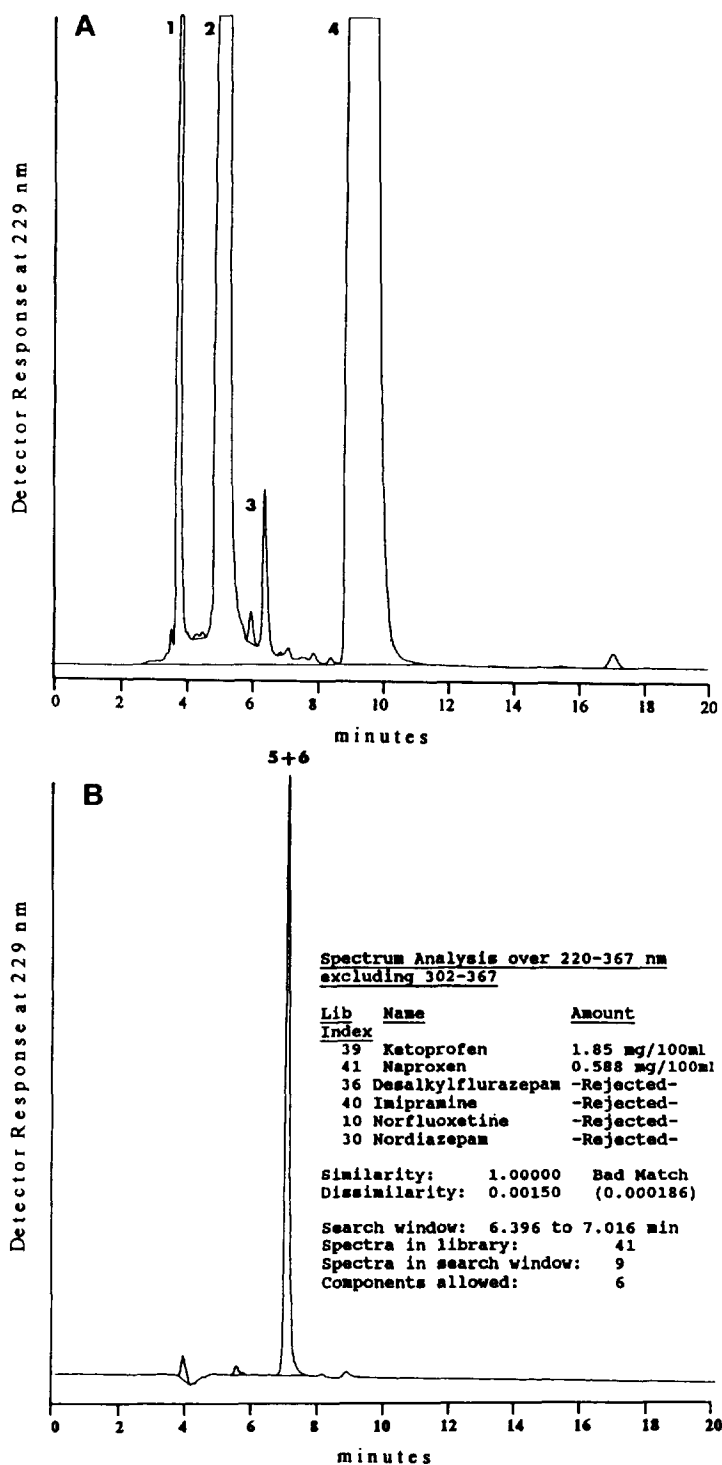 A
1 2 4
3
Detector Response at 229 nm
0 2 4 6 8 10 12 14 16 18 20
minutes
5+6
B
Detector Response at 229 nm
Spectrum Analysis over 220-367 nm
excluding 302-367
Lib Name Amount
Index
39 Ketoprofen 1.85 mg/100ml
41 Naproxen 0.588 mg/100ml
36 Desalkylflurazepam -Rejected-
40 Imipramine -Rejected-
10 Norfluoxetine -Rejected-
30 Nordiazepam -Rejected-
Similarity: 1.00000 Bad Match
Dissimilarity: 0.00150 (0.000186)
Search window: 6.396 to 7.016 min
Spectra in library: 41
Spectra in search window: 9
Components allowed: 6
0 2 4 6 8 10 12 14 16 18 20
minutes